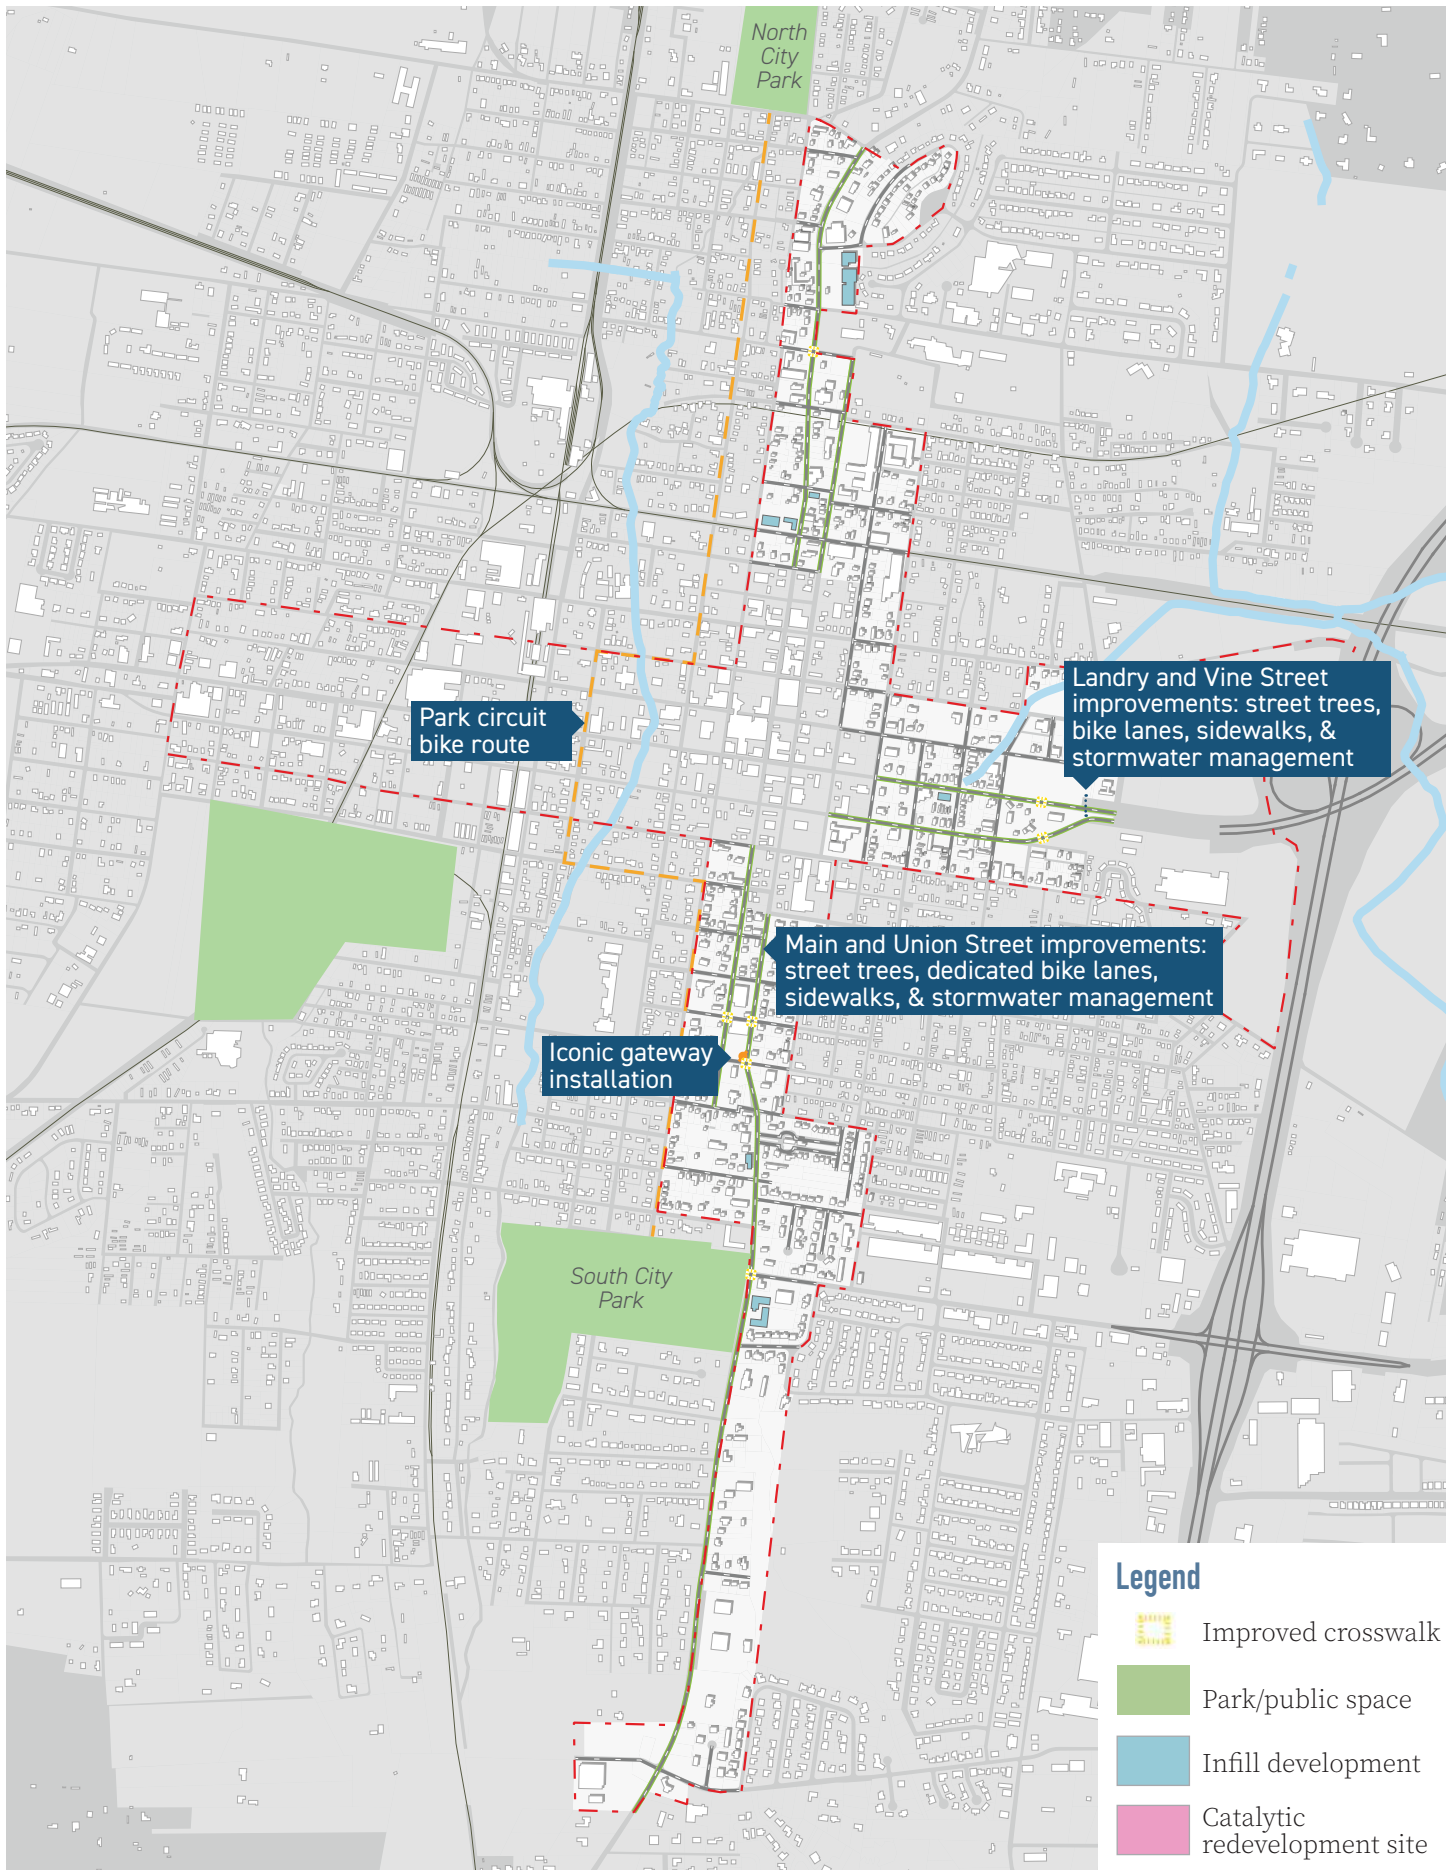 North
City
Park
Landry and Vine Street
improvements: street trees,
bike lanes, sidewalks, &
stormwater management
Park circuit
bike route
Main and Union Street improvements:
street trees, dedicated bike lanes,
sidewalks, & stormwater management
Iconic gateway
installation
South City
Park
Legend
Improved crosswalk
Park/public space
Infill development
Catalytic
redevelopment site